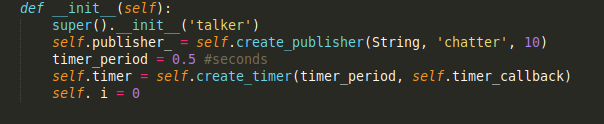 def __init__(self):
super().__init__('talker')
self.publisher_ = self.create_publisher(String, 'chatter', 10)
timer_period = 0.5 #seconds
self.timer = self.create_timer(timer_period, self.timer_callback)
self. i = 0